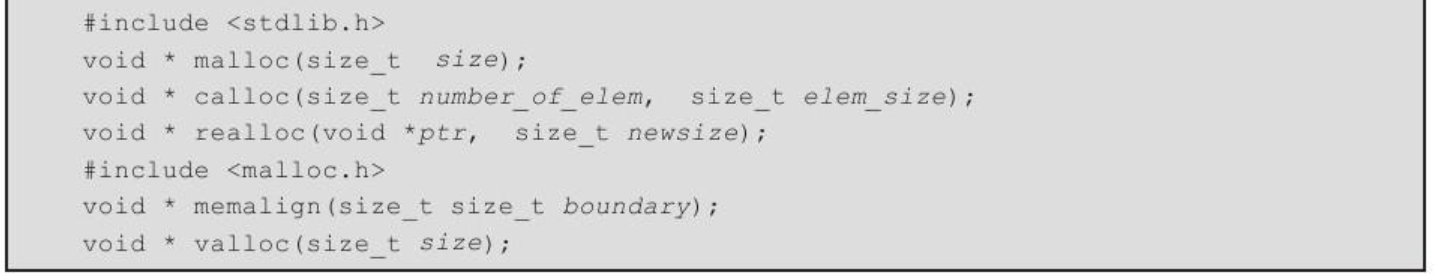 #include <stdlib.h>
void * malloc(size_t size);
void * calloc(size_t number_of_elem, size_t elem_size);
void * realloc(void *ptr, size_t newsize);
#include <malloc.h>
void * memalign(size_t size_t boundary);
void * valloc(size_t size);